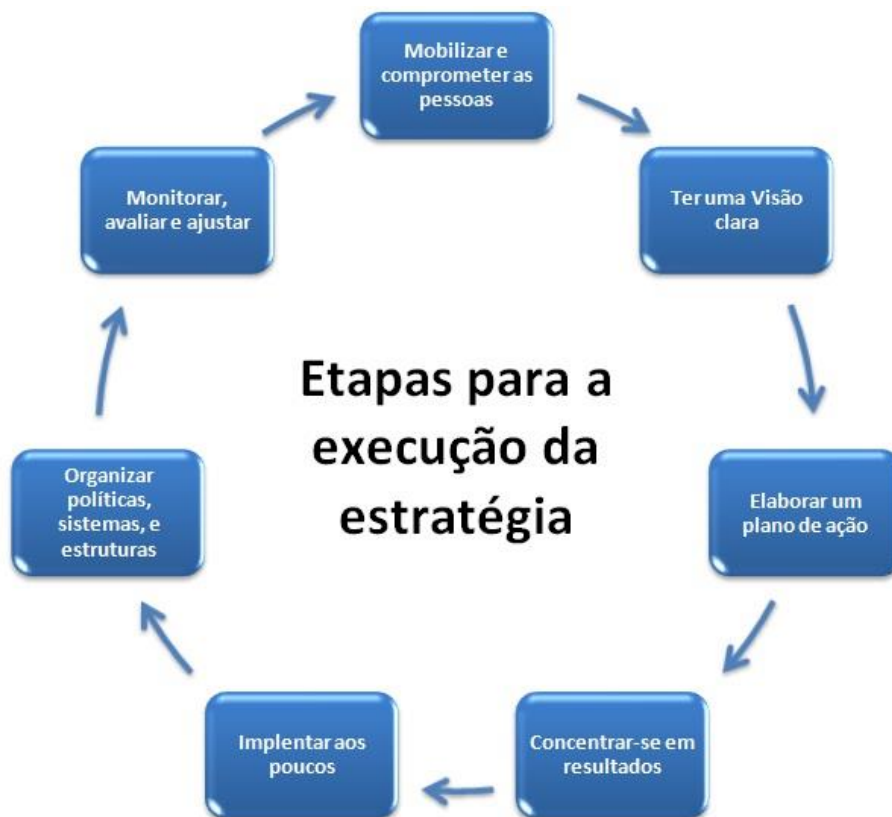 Mobilizar e
comprometer as
pessoas
Ter uma Visão
clara
Elaborar um
plano de ação
Concentrar-se em
resultados
Implentar aos
poucos
Organizar
políticas,
sistemas, e
estruturas
Monitorar,
avaliar e ajustar
Etapas para a
execução da
estratégia